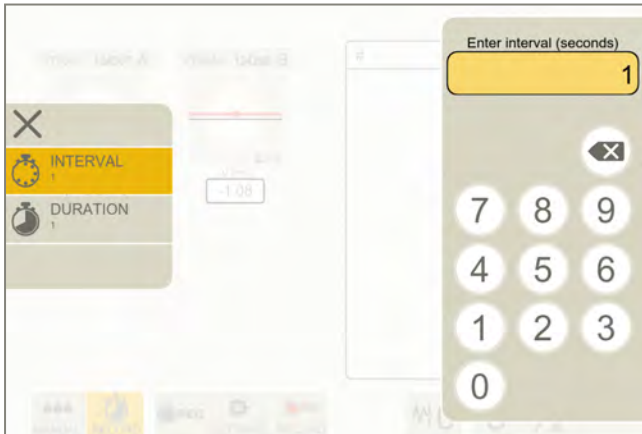 INTERVAL
1
DURATION
1
-1.08
Enter interval (seconds)
1
7 8 9
4 5 6
1 2 3
0